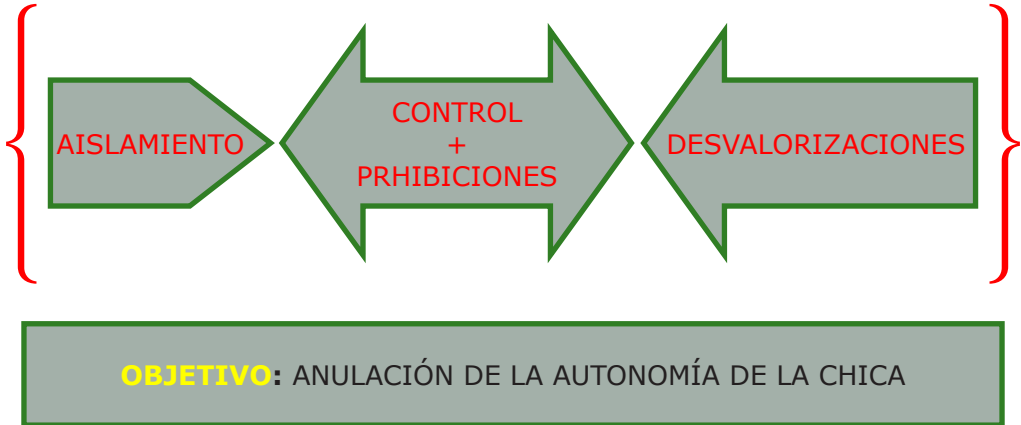 AISLAMIENTO
CONTROL
+
PRHIBICIONES
DESVALORIZACIONES
OBJETIVO: ANULACIÓN DE LA AUTONOMÍA DE LA CHICA